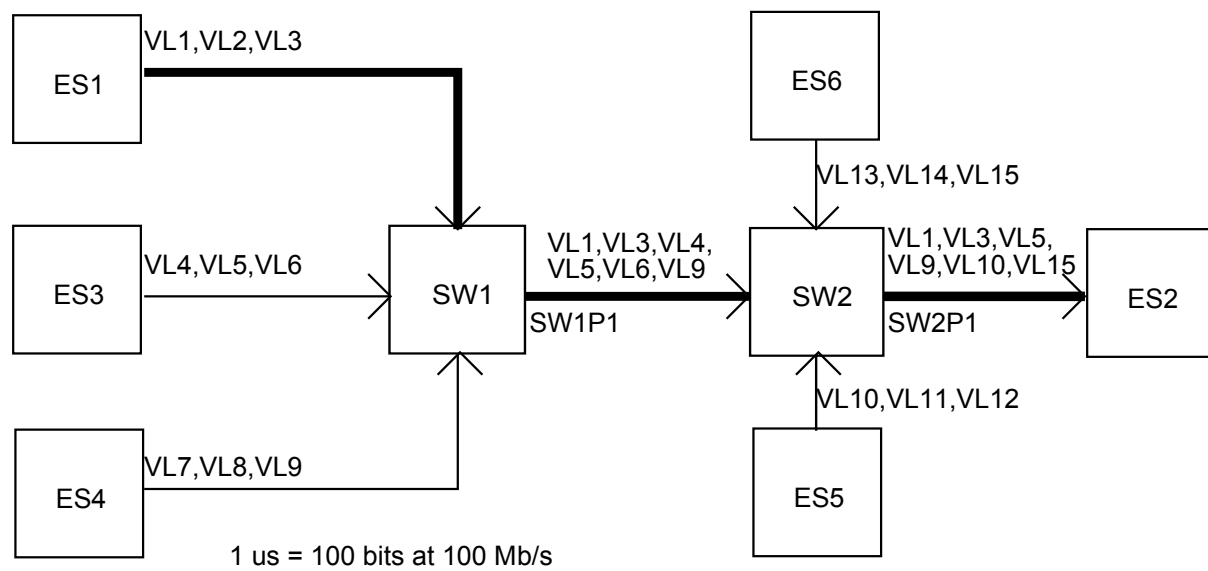 VL1,VL2,VL3
ES1
ES6
VL13,VL14,VL15
VL4,VL5,VL6
ES3
SW1
VL1,VL3,VL4,
VL5,VL6,VL9
SW1P1
SW2
VL1,VL3,VL5,
VL9,VL10,VL15
SW2P1
ES2
VL10,VL11,VL12
VL7,VL8,VL9
ES4
ES5
1 us = 100 bits at 100 Mb/s